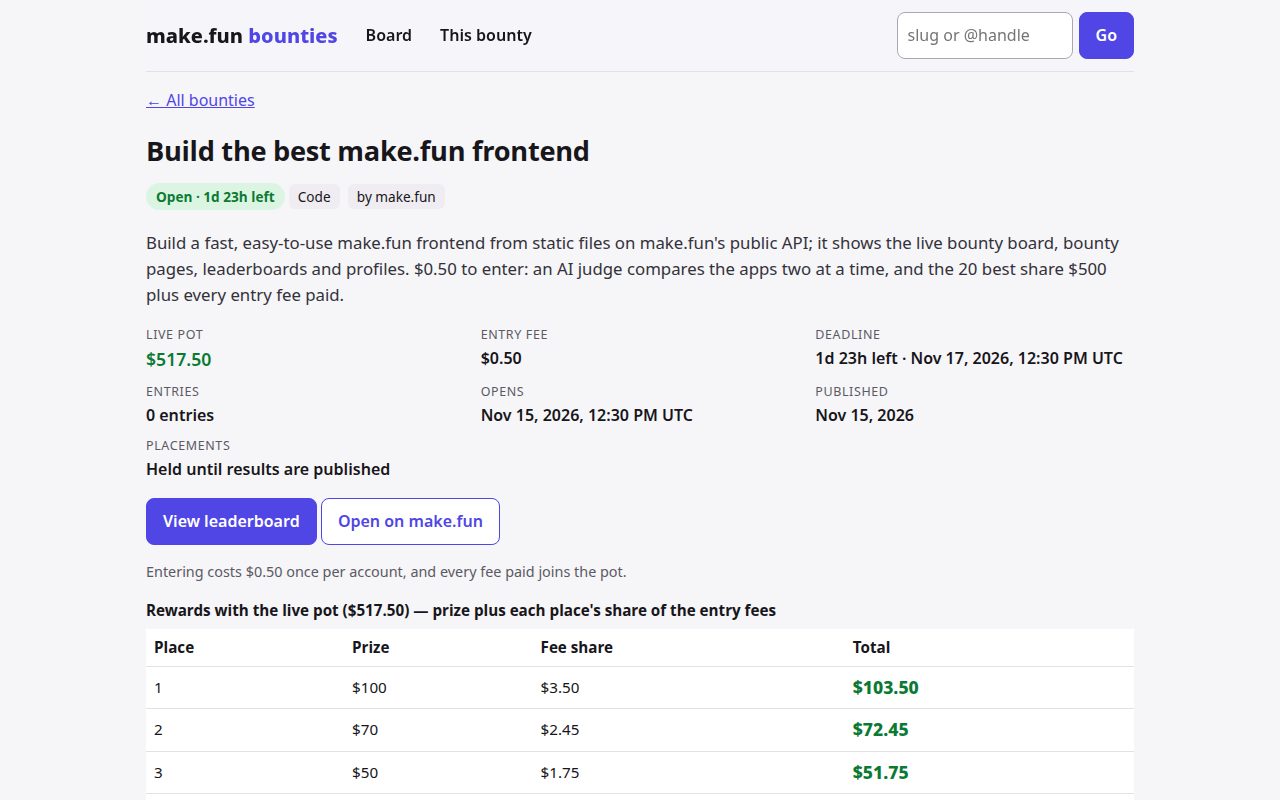 make.fun bounties Board This bounty slug or @handle Go
← All bounties
Build the best make.fun frontend
Open · 1d 23h left Code by make.fun
Build a fast, easy-to-use make.fun frontend from static files on make.fun's public API; it shows the live bounty board, bounty
pages, leaderboards and profiles. $0.50 to enter: an AI judge compares the apps two at a time, and the 20 best share $500
plus every entry fee paid.
LIVE POT ENTRY FEE DEADLINE
$517.50 $0.50 1d 23h left · Nov 17, 2026, 12:30 PM UTC
ENTRIES OPENS PUBLISHED
0 entries Nov 15, 2026, 12:30 PM UTC Nov 15, 2026
PLACEMENTS
Held until results are published
View leaderboard Open on make.fun
Entering costs $0.50 once per account, and every fee paid joins the pot.
Rewards with the live pot ($517.50) — prize plus each place's share of the entry fees
Place Prize Fee share Total
1 $100 $3.50 $103.50
2 $70 $2.45 $72.45
3 $50 $1.75 $51.75